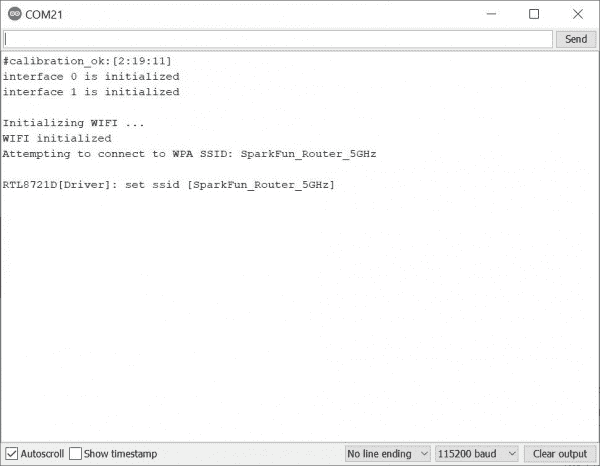 COM21
Send
#calibration_ok:[2:19:11]
interface 0 is initialized
interface 1 is initialized
Initializing WIFI ...
WIFI initialized
Attempting to connect to WPA SSID: SparkFun_Router_5GHz
RTL8721D[Driver]: set ssid [SparkFun_Router_5GHz]
Autoscroll Show timestamp No line ending 115200 baud Clear output